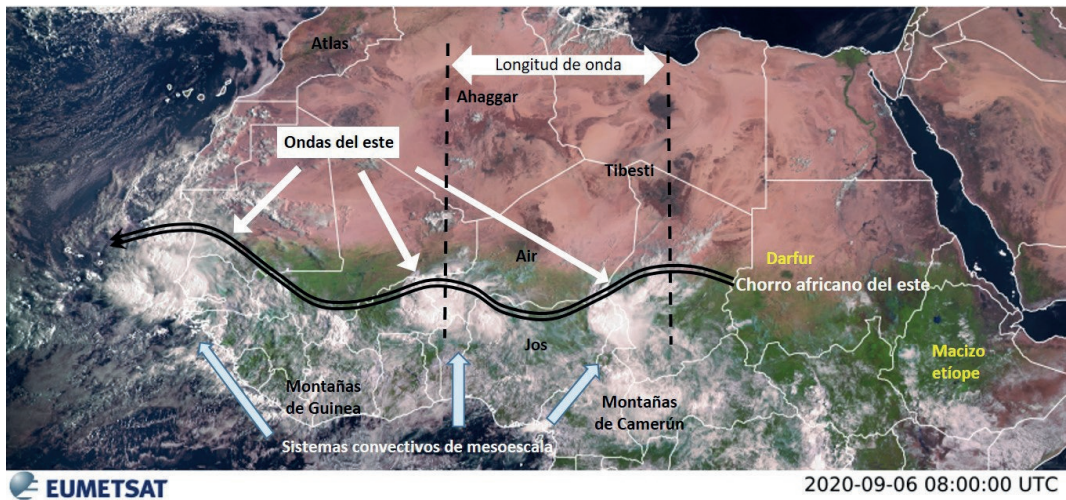 Atlas
Longitud de onda
Ahaggar
Ondas del este
Tibesti
Air
Darfur
Chorro africano del este
Jos
Macizo
etíope
Montañas
de Guinea
Montañas
de Camerún
Sistemas convectivos de mesoescala
EUMETSAT
2020-09-06 08:00:00 UTC